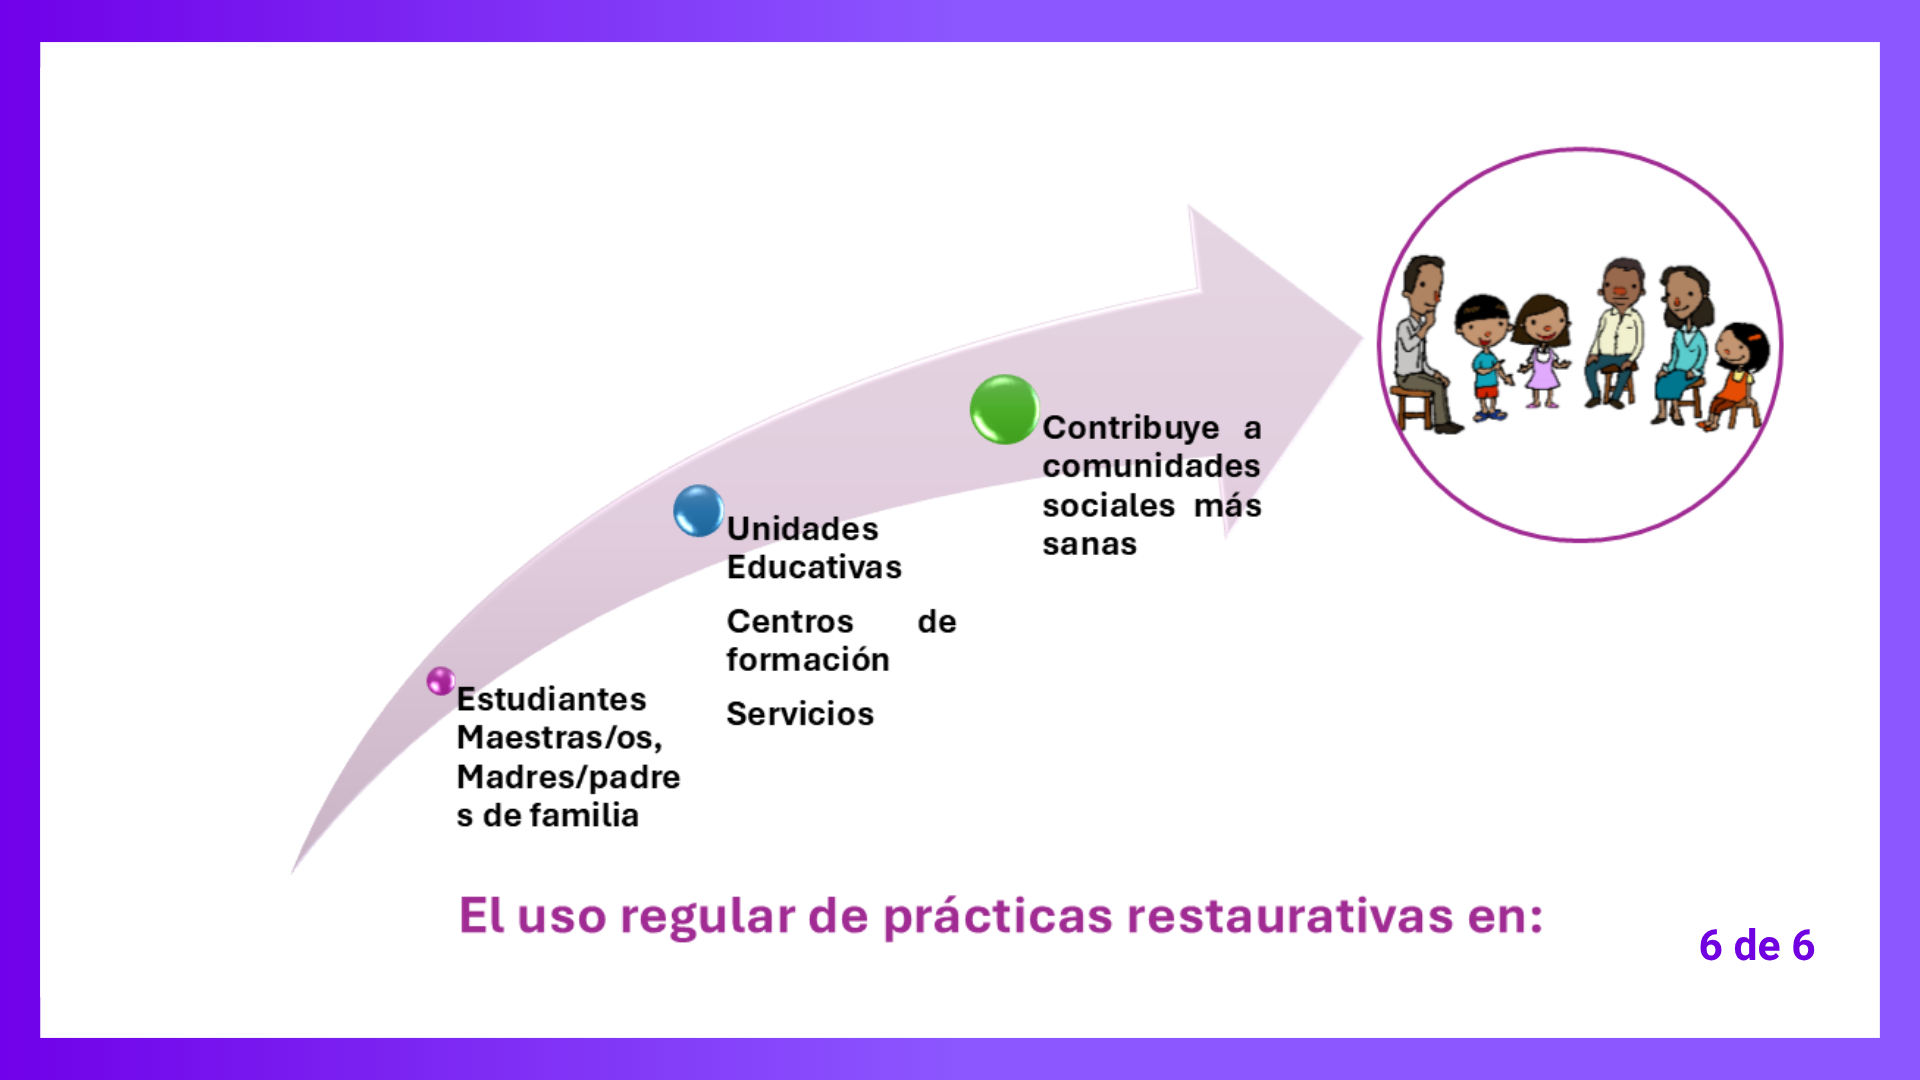 Contribuye a
comunidades
sociales más
sanas
Unidades
Educativas
Centros de
formación
Servicios
Estudiantes
Maestras/os,
Madres/padre
s de familia
El uso regular de prácticas restaurativas en:
6 de 6